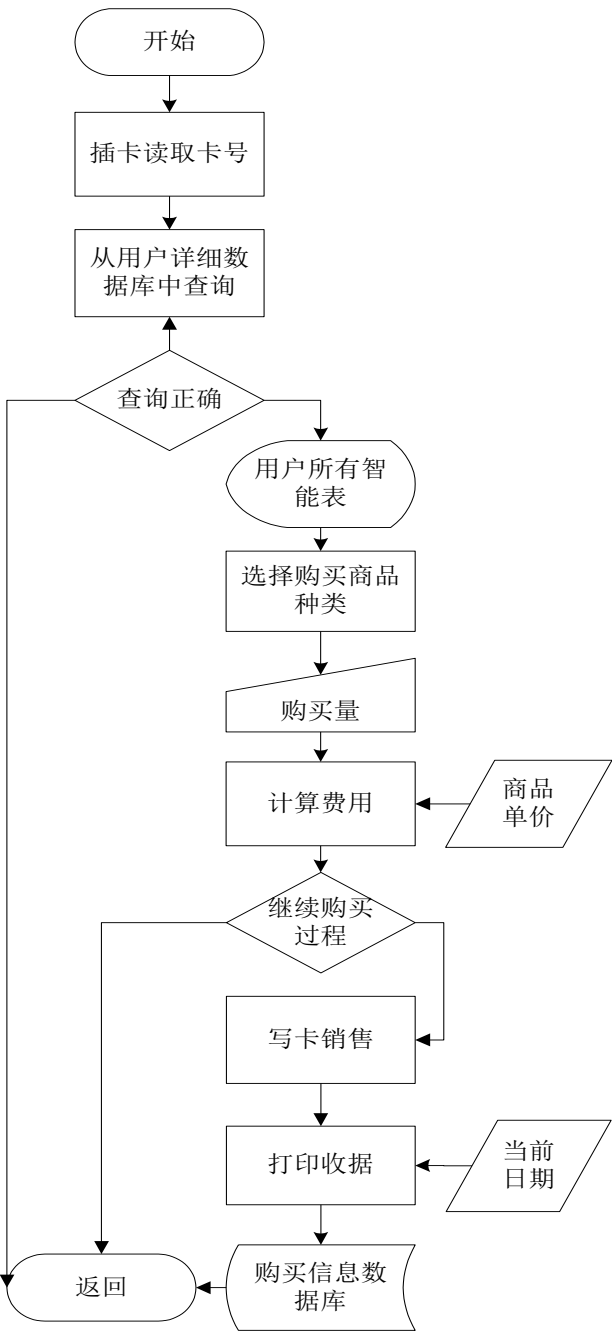 开始
插卡读取卡号
从用户详细数
据库中查询
查询正确
用户所有智
能表
选择购买商品
种类
购买量
计算费用
商品
单价
继续购买
过程
写卡销售
打印收据
当前
日期
购买信息数
据库
返回